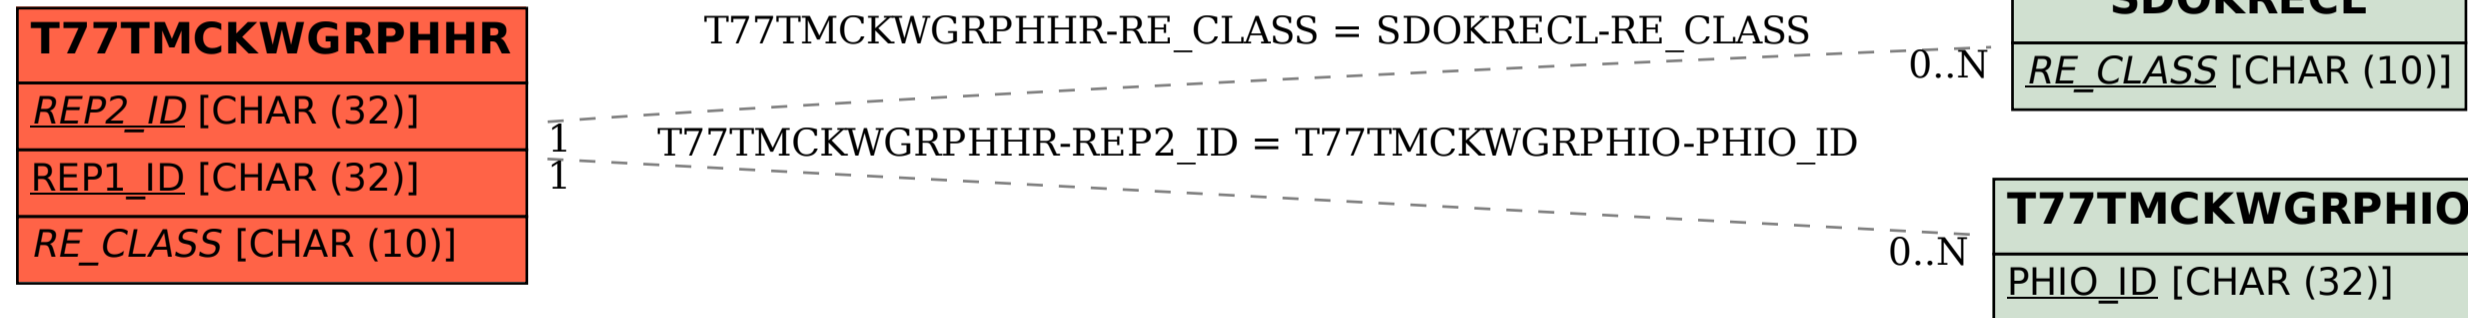 T77TMCKWGRPHHR
REP2_ID [CHAR (32)]
REP1_ID [CHAR (32)]
RE_CLASS [CHAR (10)]
T77TMCKWGRPHHR-RE_CLASS = SDOKRECL-RE_CLASS
0..N
1
T77TMCKWGRPHHR-REP2_ID = T77TMCKWGRPHIO-PHIO_ID
1
0..N
SDOKRECL
RE_CLASS [CHAR (10)]
T77TMCKWGRPHIO
PHIO_ID [CHAR (32)]